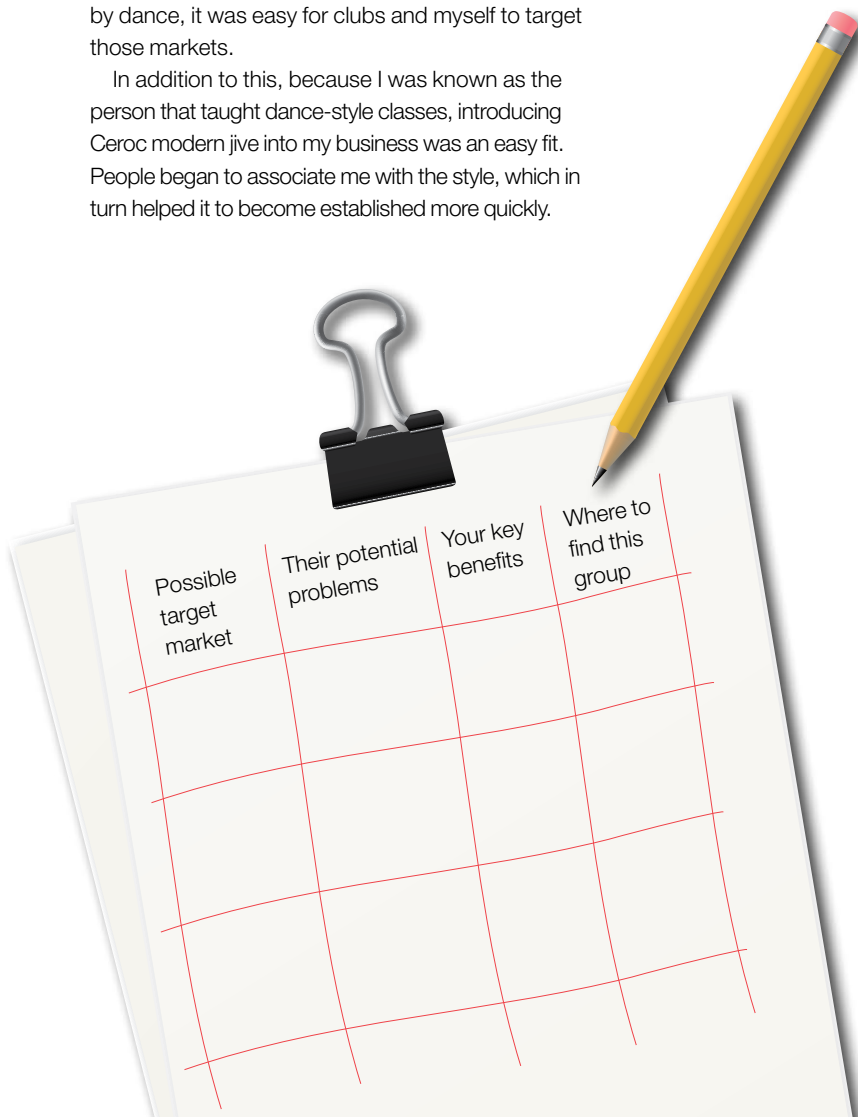 by dance, it was easy for clubs and myself to target
those markets.
In addition to this, because I was known as the
person that taught dance-style classes, introducing
Ceroc modern jive into my business was an easy fit.
People began to associate me with the style, which in
turn helped it to become established more quickly.
Possible
target
market
Their potential
problems
Your key
benefits
Where to
find this
group